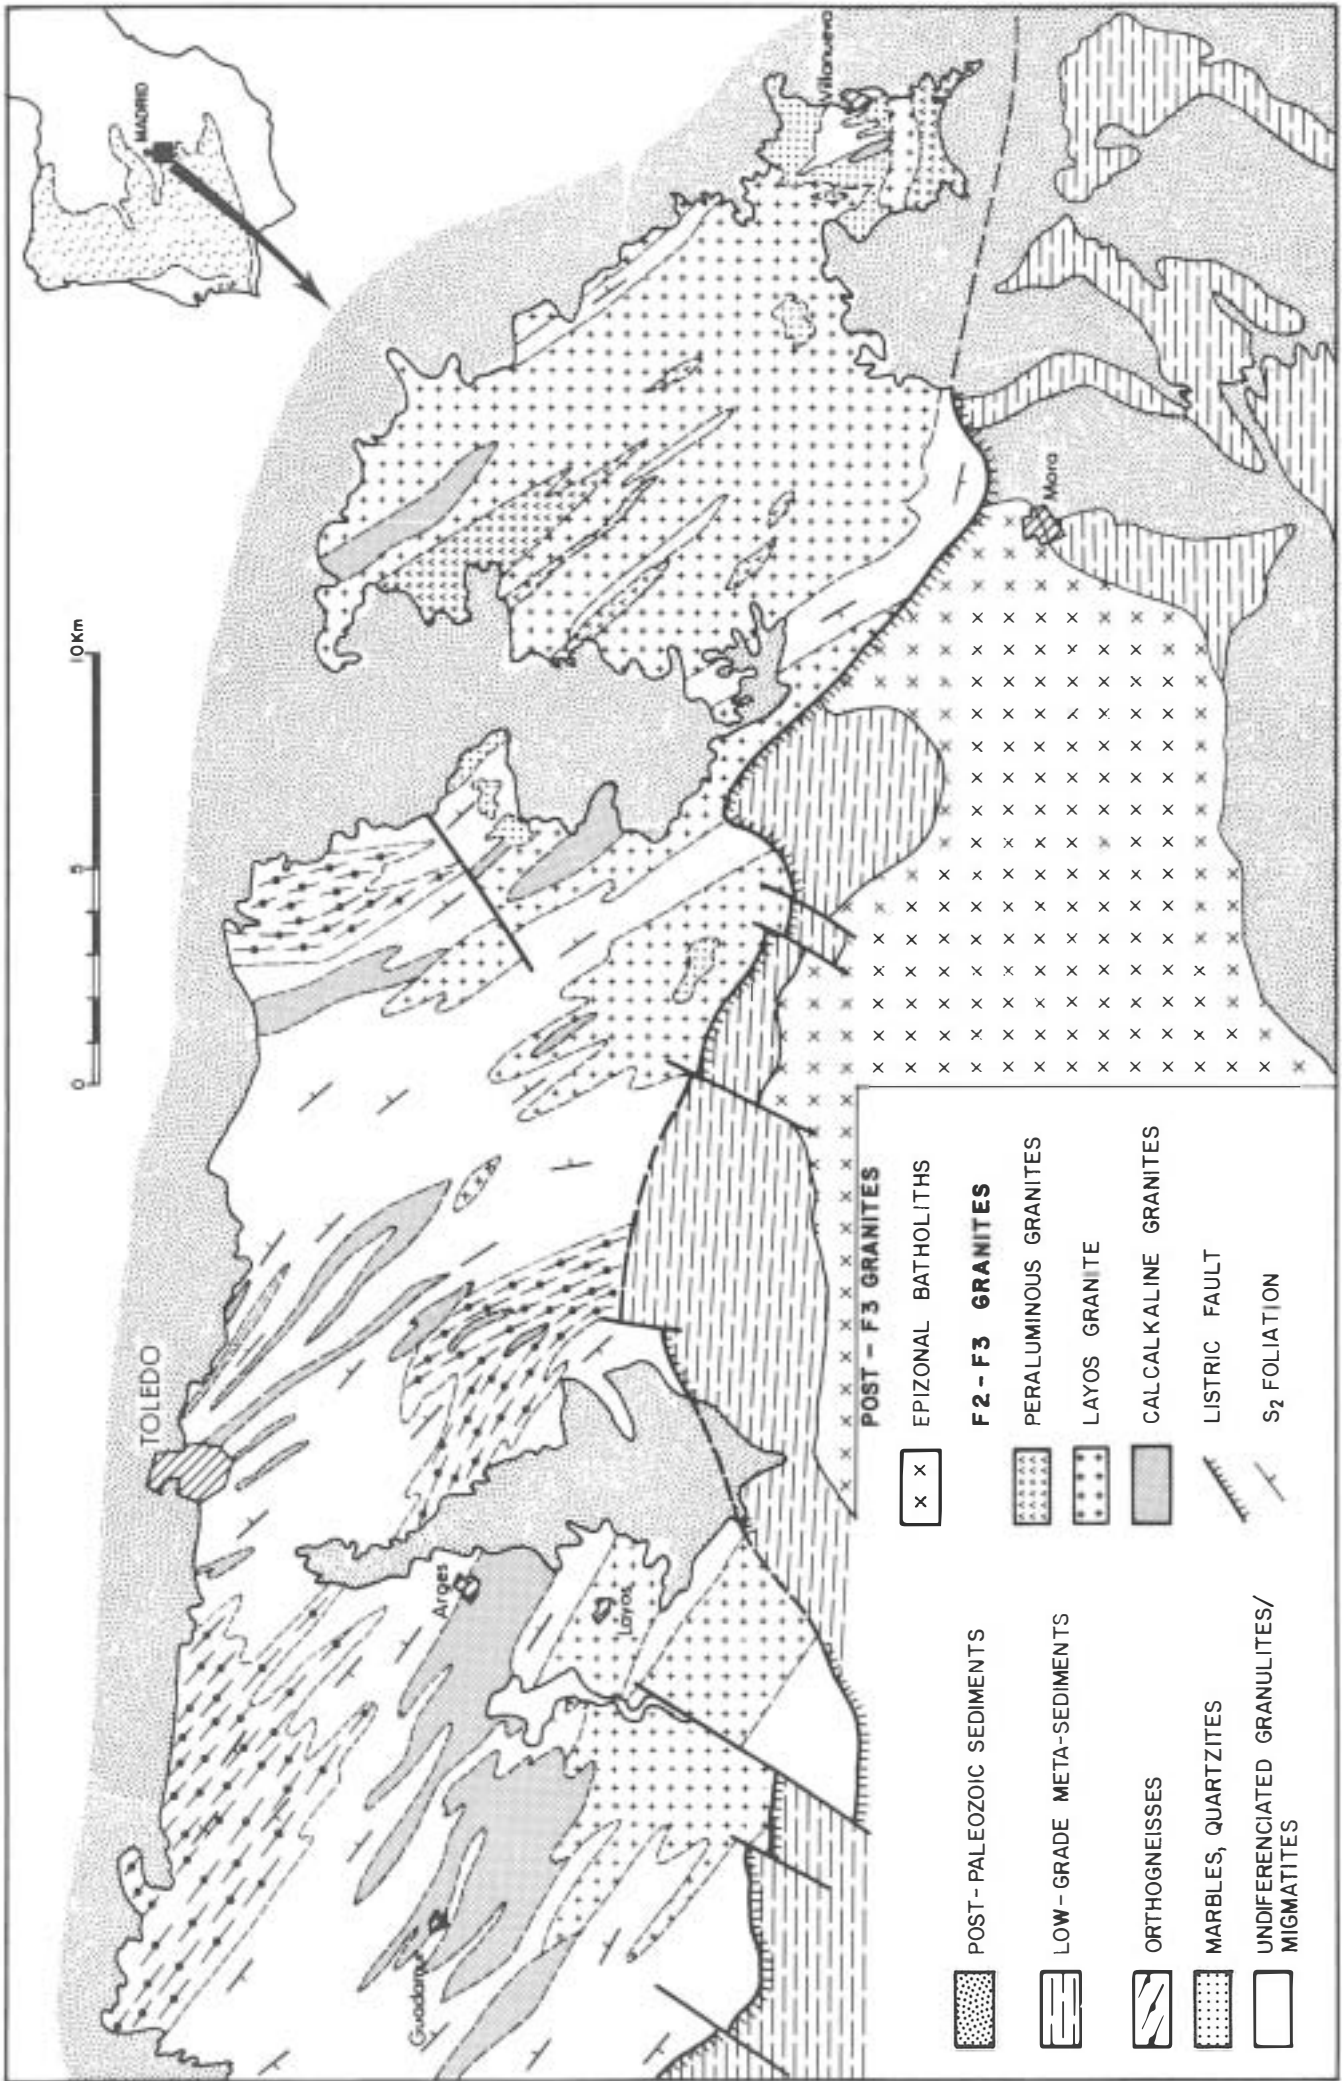 MADRID
Villanueva
10Km
5
0
TOLEDO
Mora
Arges
Layos
Guadamur
POST-PALEOZOIC SEDIMENTS
LOW-GRADE META-SEDIMENTS
ORTHOGNEISSES
MARBLES, QUARTZITES
UNDIFERENCIATED GRANULITES/
MIGMATITES
POST-F3 GRANITES
EPIZONAL BATHOLITHS
F2-F3 GRANITES
PERALUMINOUS GRANITES
LAYOS GRANITE
CALCALKALINE GRANITES
LISTRIC FAULT
S₂ FOLIATION